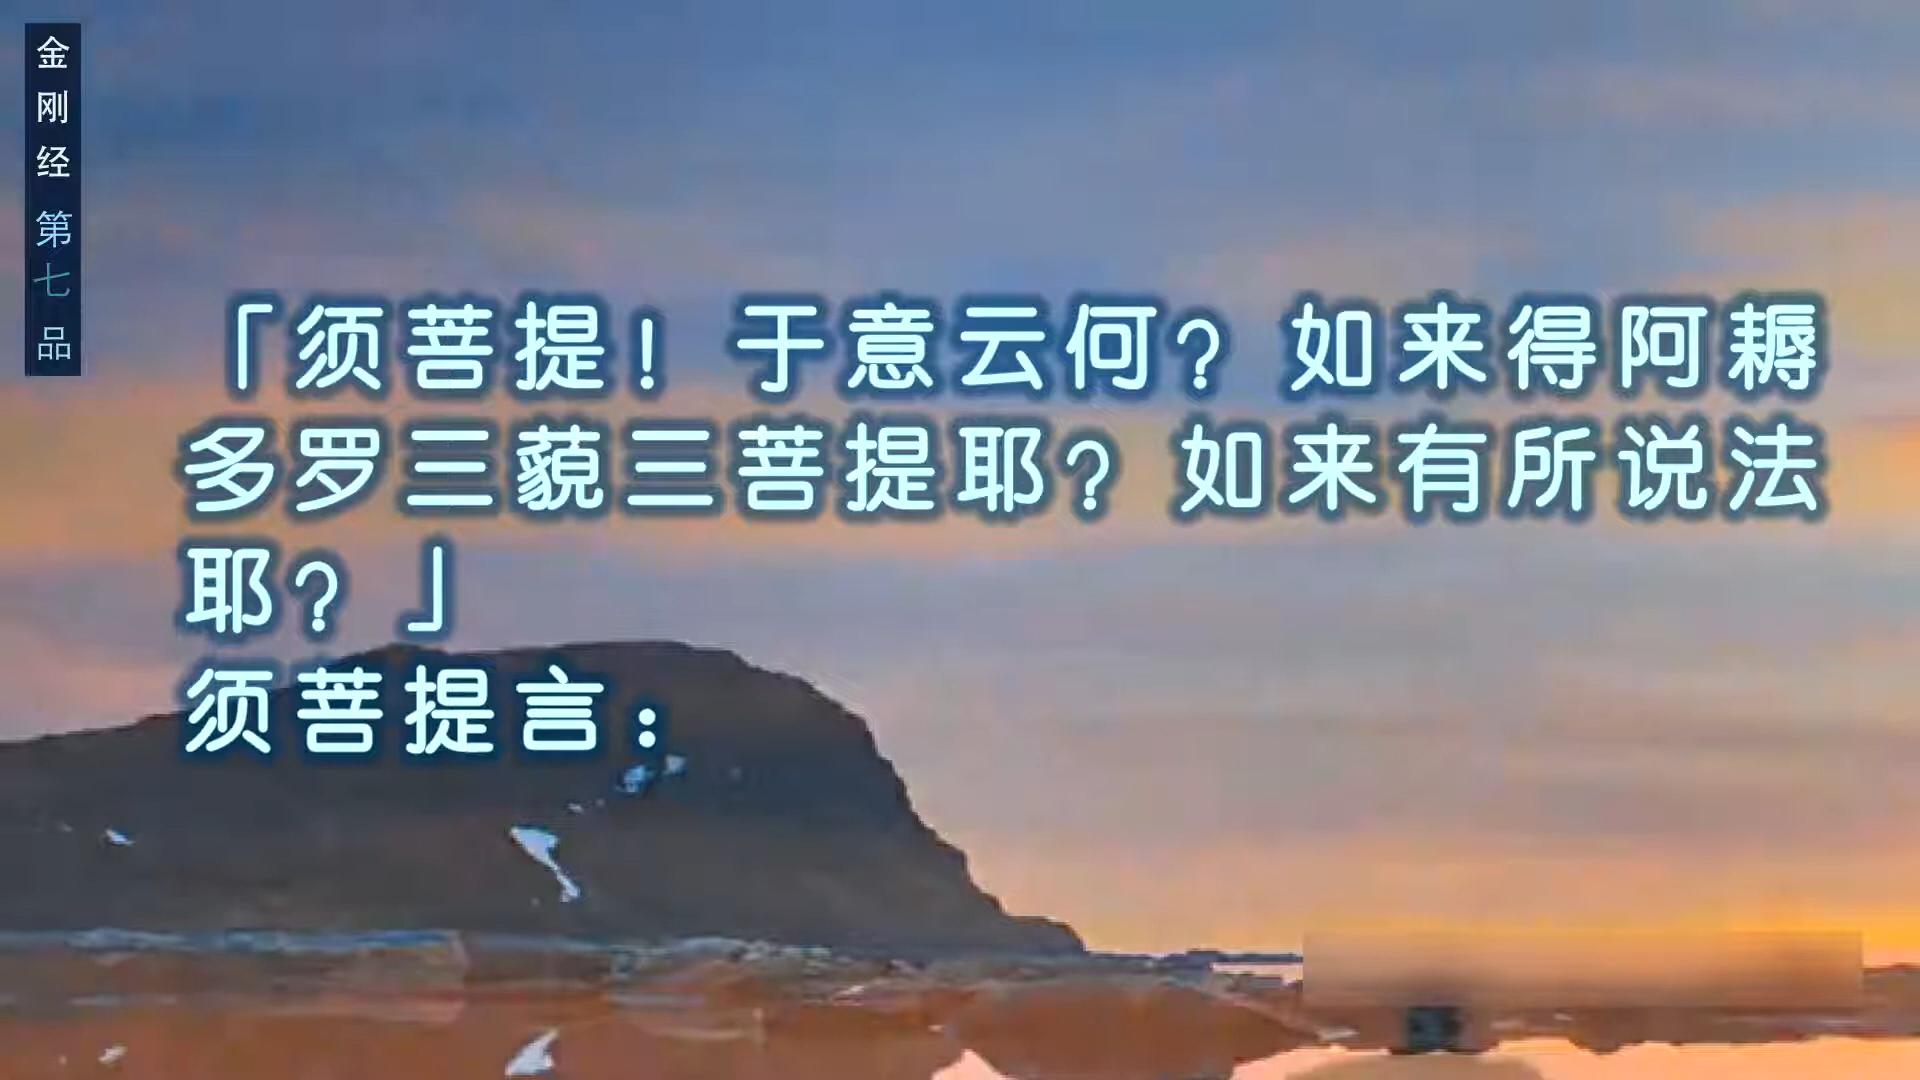 金刚经第七品
「须菩提！于意云何？如来得阿耨
多罗三藐三菩提耶？如来有所说法
耶？」
须菩提言：